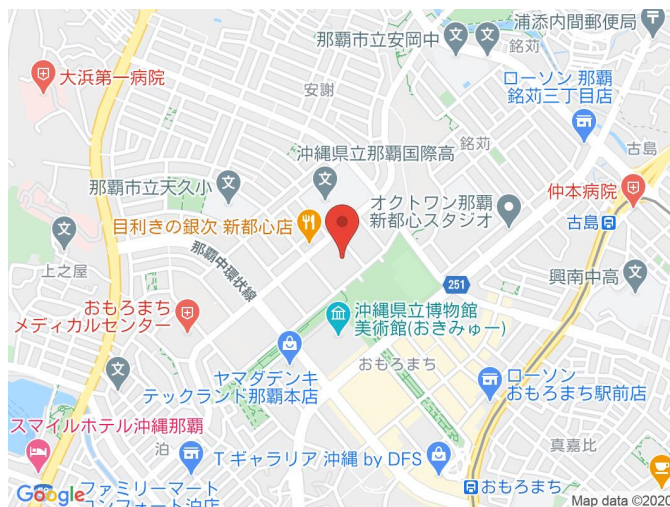 浦添内間郵便局
那覇市立安岡中
銘苅
大浜第一病院
安謝
ローソン 那覇
銘苅三丁目店
銘苅
古島
沖縄県立那覇国際高
那覇市立天久小
オクトワン那覇
新都心スタジオ
仲本病院
目利きの銀次 新都心店
古島
上之屋
那覇中環状線
251
興南中高
おもろまち
メディカルセンター
沖縄県立博物館
美術館(おきみゅー)
おもろまち
ヤマダデンキ
テックランド那覇本店
ローソン
おもろまち駅前店
スマイルホテル沖縄那覇
泊
T ギャラリア 沖縄 by DFS
真嘉比
ファミリーマート
コンフォート泊店
おもろまち
Google
Map data ©2020